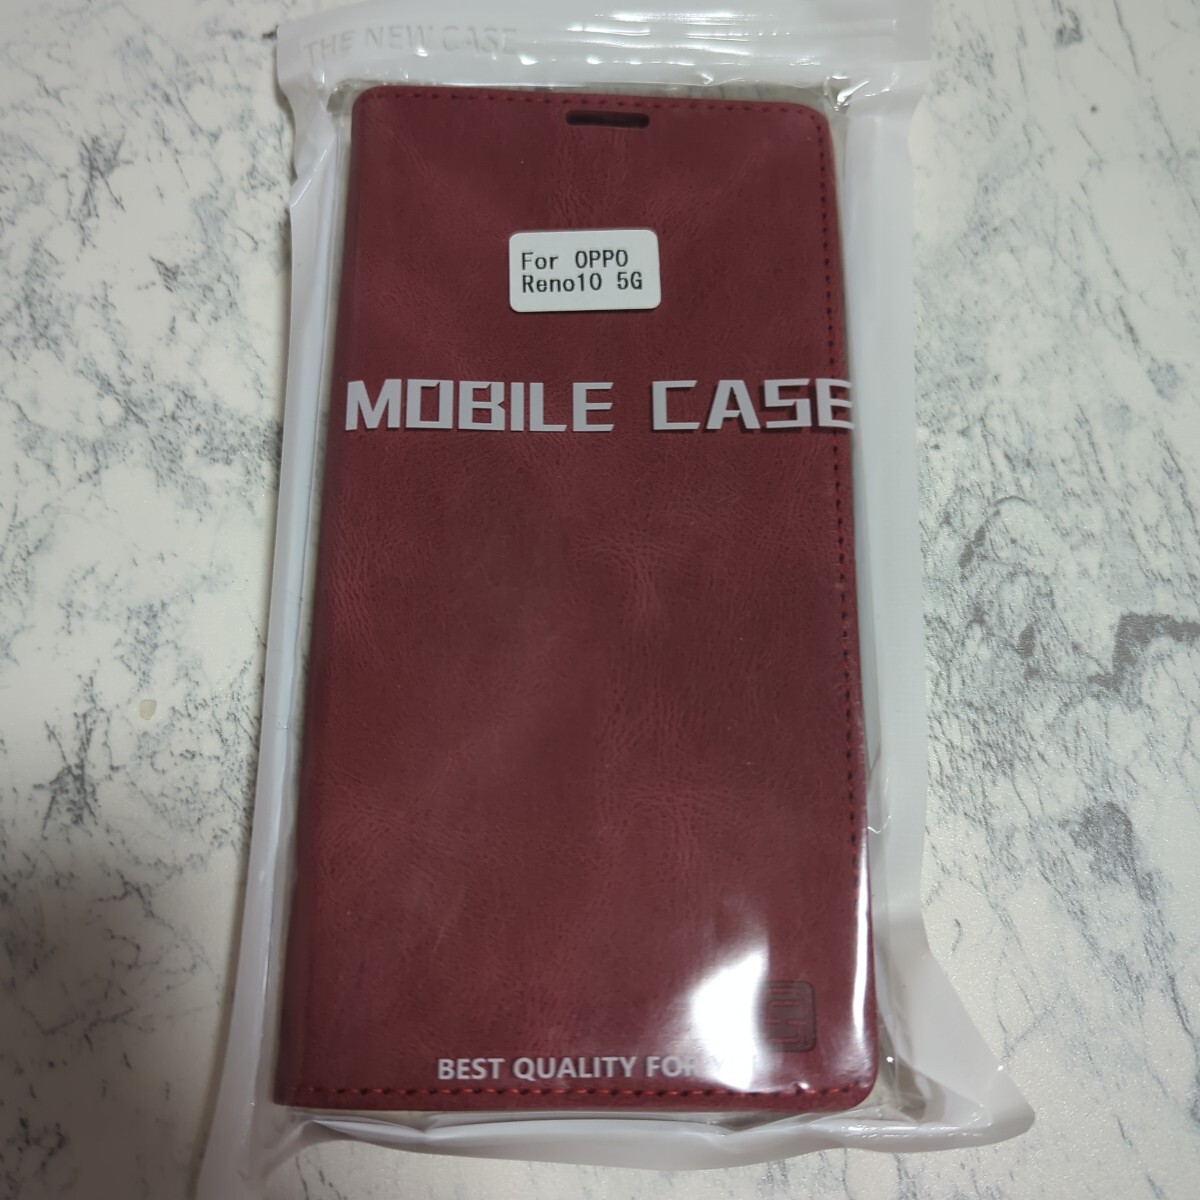 THE NEW CASE
For OPPO
Reno10 5G
MOBILE CASE
BEST QUALITY FOR